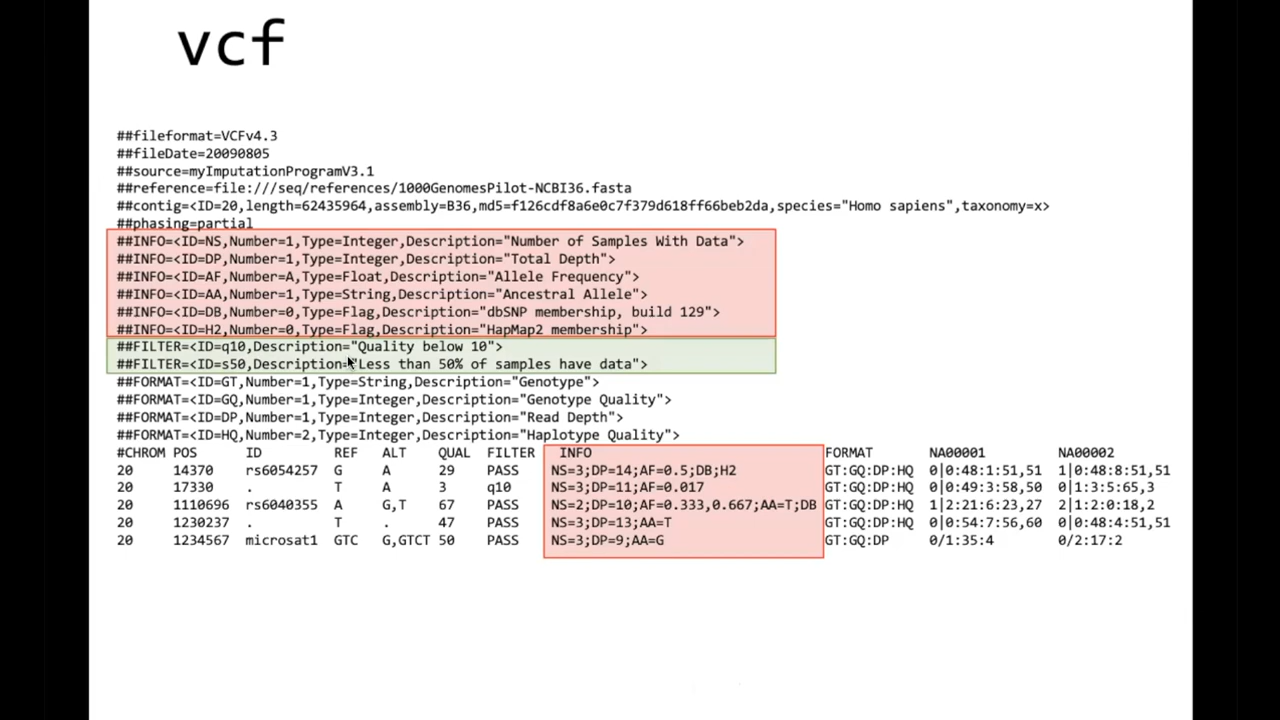 vcf
##fileformat=VCFv4.3
##fileDate=20090805
##source=myImputationProgramV3.1
##reference=file:///seq/references/1000GenomesPilot-NCBI36.fasta
##contig=<ID=20,length=62435964,assembly=B36,md5=f126cdf8a6e0c7f379d618ff66beb2da,species="Homo sapiens",taxonomy=x>
##phasing=partial
##INFO=<ID=NS,Number=1,Type=Integer,Description="Number of Samples With Data">
##INFO=<ID=DP,Number=1,Type=Integer,Description="Total Depth">
##INFO=<ID=AF,Number=A,Type=Float,Description="Allele Frequency">
##INFO=<ID=AA,Number=1,Type=String,Description="Ancestral Allele">
##INFO=<ID=DB,Number=0,Type=Flag,Description="dbSNP membership, build 129">
##INFO=<ID=H2,Number=0,Type=Flag,Description="HapMap2 membership">
##FILTER=<ID=q10,Description="Quality below 10">
##FILTER=<ID=s50,Description="Less than 50% of samples have data">
##FORMAT=<ID=GT,Number=1,Type=String,Description="Genotype">
##FORMAT=<ID=GQ,Number=1,Type=Integer,Description="Genotype Quality">
##FORMAT=<ID=DP,Number=1,Type=Integer,Description="Read Depth">
##FORMAT=<ID=HQ,Number=2,Type=Integer,Description="Haplotype Quality">
#CHROM POS ID REF ALT QUAL FILTER INFO FORMAT NA00001 NA00002
20 14370 rs6054257 G A 29 PASS NS=3;DP=14;AF=0.5;DB;H2 GT:GQ:DP:HQ 0|0:48:1:51,51 1|0:48:8:51,51
20 17330 . T A 3 q10 NS=3;DP=11;AF=0.017 GT:GQ:DP:HQ 0|0:49:3:58,50 0|1:3:5:65,3
20 1110696 rs6040355 A G,T 67 PASS NS=2;DP=10;AF=0.333,0.667;AA=T;DB GT:GQ:DP:HQ 1|2:21:6:23,27 2|1:2:0:18,2
20 1230237 . T . 47 PASS NS=3;DP=13;AA=T GT:GQ:DP:HQ 0|0:54:7:56,60 0|0:48:4:51,51
20 1234567 microsat1 GTC G,GTCT 50 PASS NS=3;DP=9;AA=G GT:GQ:DP 0/1:35:4 0/2:17:2